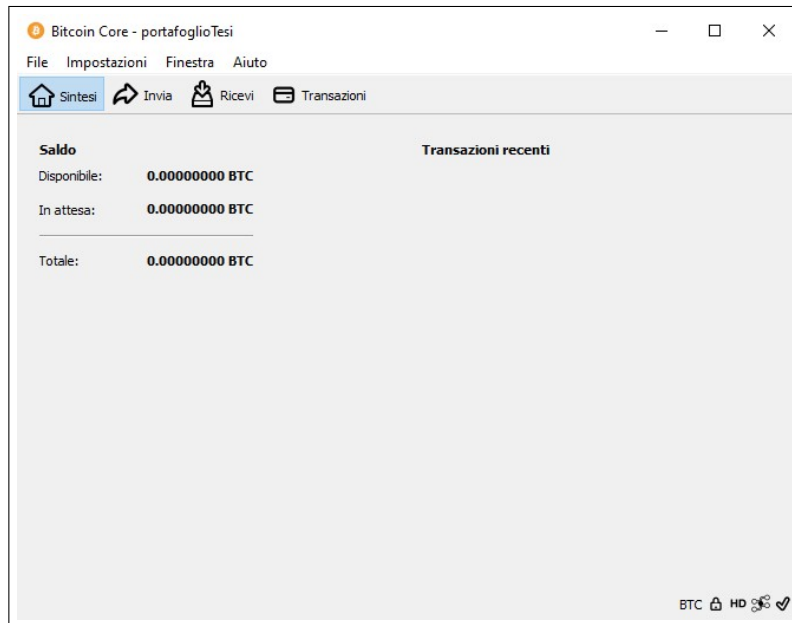 Bitcoin Core - portafoglioTesi
File Impostazioni Finestra Aiuto
Sintesi Invia Ricevi Transazioni
Saldo Transazioni recenti
Disponibile: 0.00000000 BTC
In attesa: 0.00000000 BTC
Totale: 0.00000000 BTC
BTC HD